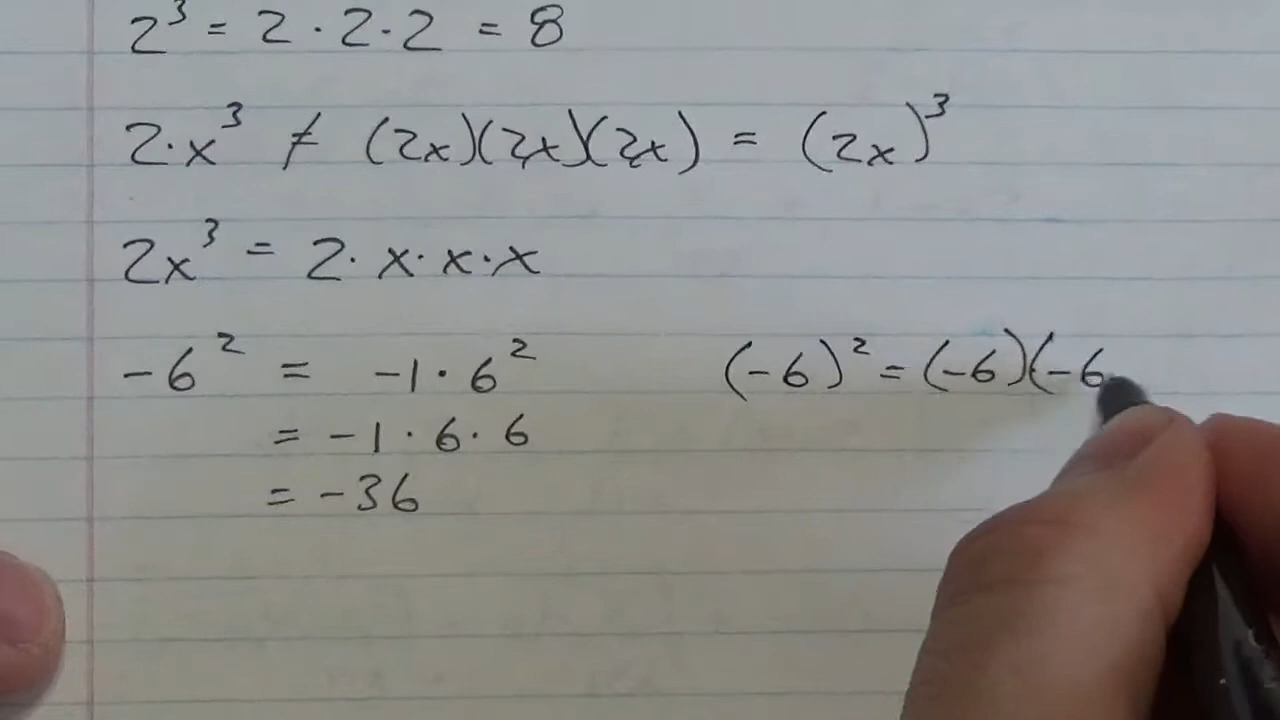 2³ = 2 · 2 · 2 = 8
2·x³ ≠ (2x)(2x)(2x) = (2x)³
2x³ = 2 · x · x · x
-6² = -1 · 6² (-6)² = (-6)(-6
= -1 · 6 · 6
= -36